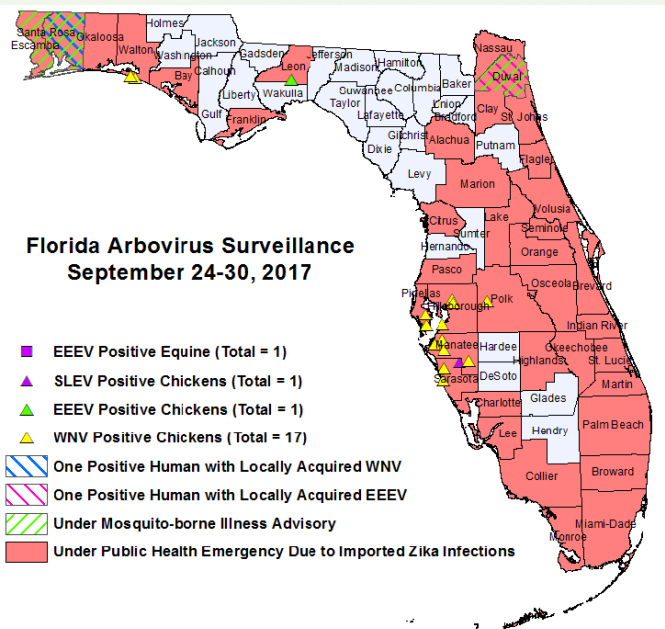 Holmes
Santa Rosa
Okaloosa
Escambia
Walton
Washington
Jackson
Gadsden
Jefferson
Leon
Madison
Hamilton
Nassau
Bay
Calhoun
Liberty
Wakulla
Taylor
Suwannee
Columbia
Baker
Duval
Gulf
Franklin
Lafayette
Union
Bradford
Clay
St. Johns
Dixie
Gilchrist
Alachua
Putnam
Flagler
Levy
Marion
Volusia
Citrus
Sumter
Lake
Seminole
Hernando
Orange
Florida Arbovirus Surveillance
September 24-30, 2017
Pasco
Osceola
Brevard
Pinellas
Hillsborough
Polk
Indian River
Manatee
Hardee
Okeechobee
Highlands
St. Lucie
Sarasota
DeSoto
Martin
Charlotte
Glades
Lee
Hendry
Palm Beach
Collier
Broward
Monroe
Miami-Dade
EEEV Positive Equine (Total = 1)
SLEV Positive Chickens (Total = 1)
EEEV Positive Chickens (Total = 1)
WNV Positive Chickens (Total = 17)
One Positive Human with Locally Acquired WNV
One Positive Human with Locally Acquired EEEV
Under Mosquito-borne Illness Advisory
Under Public Health Emergency Due to Imported Zika Infections